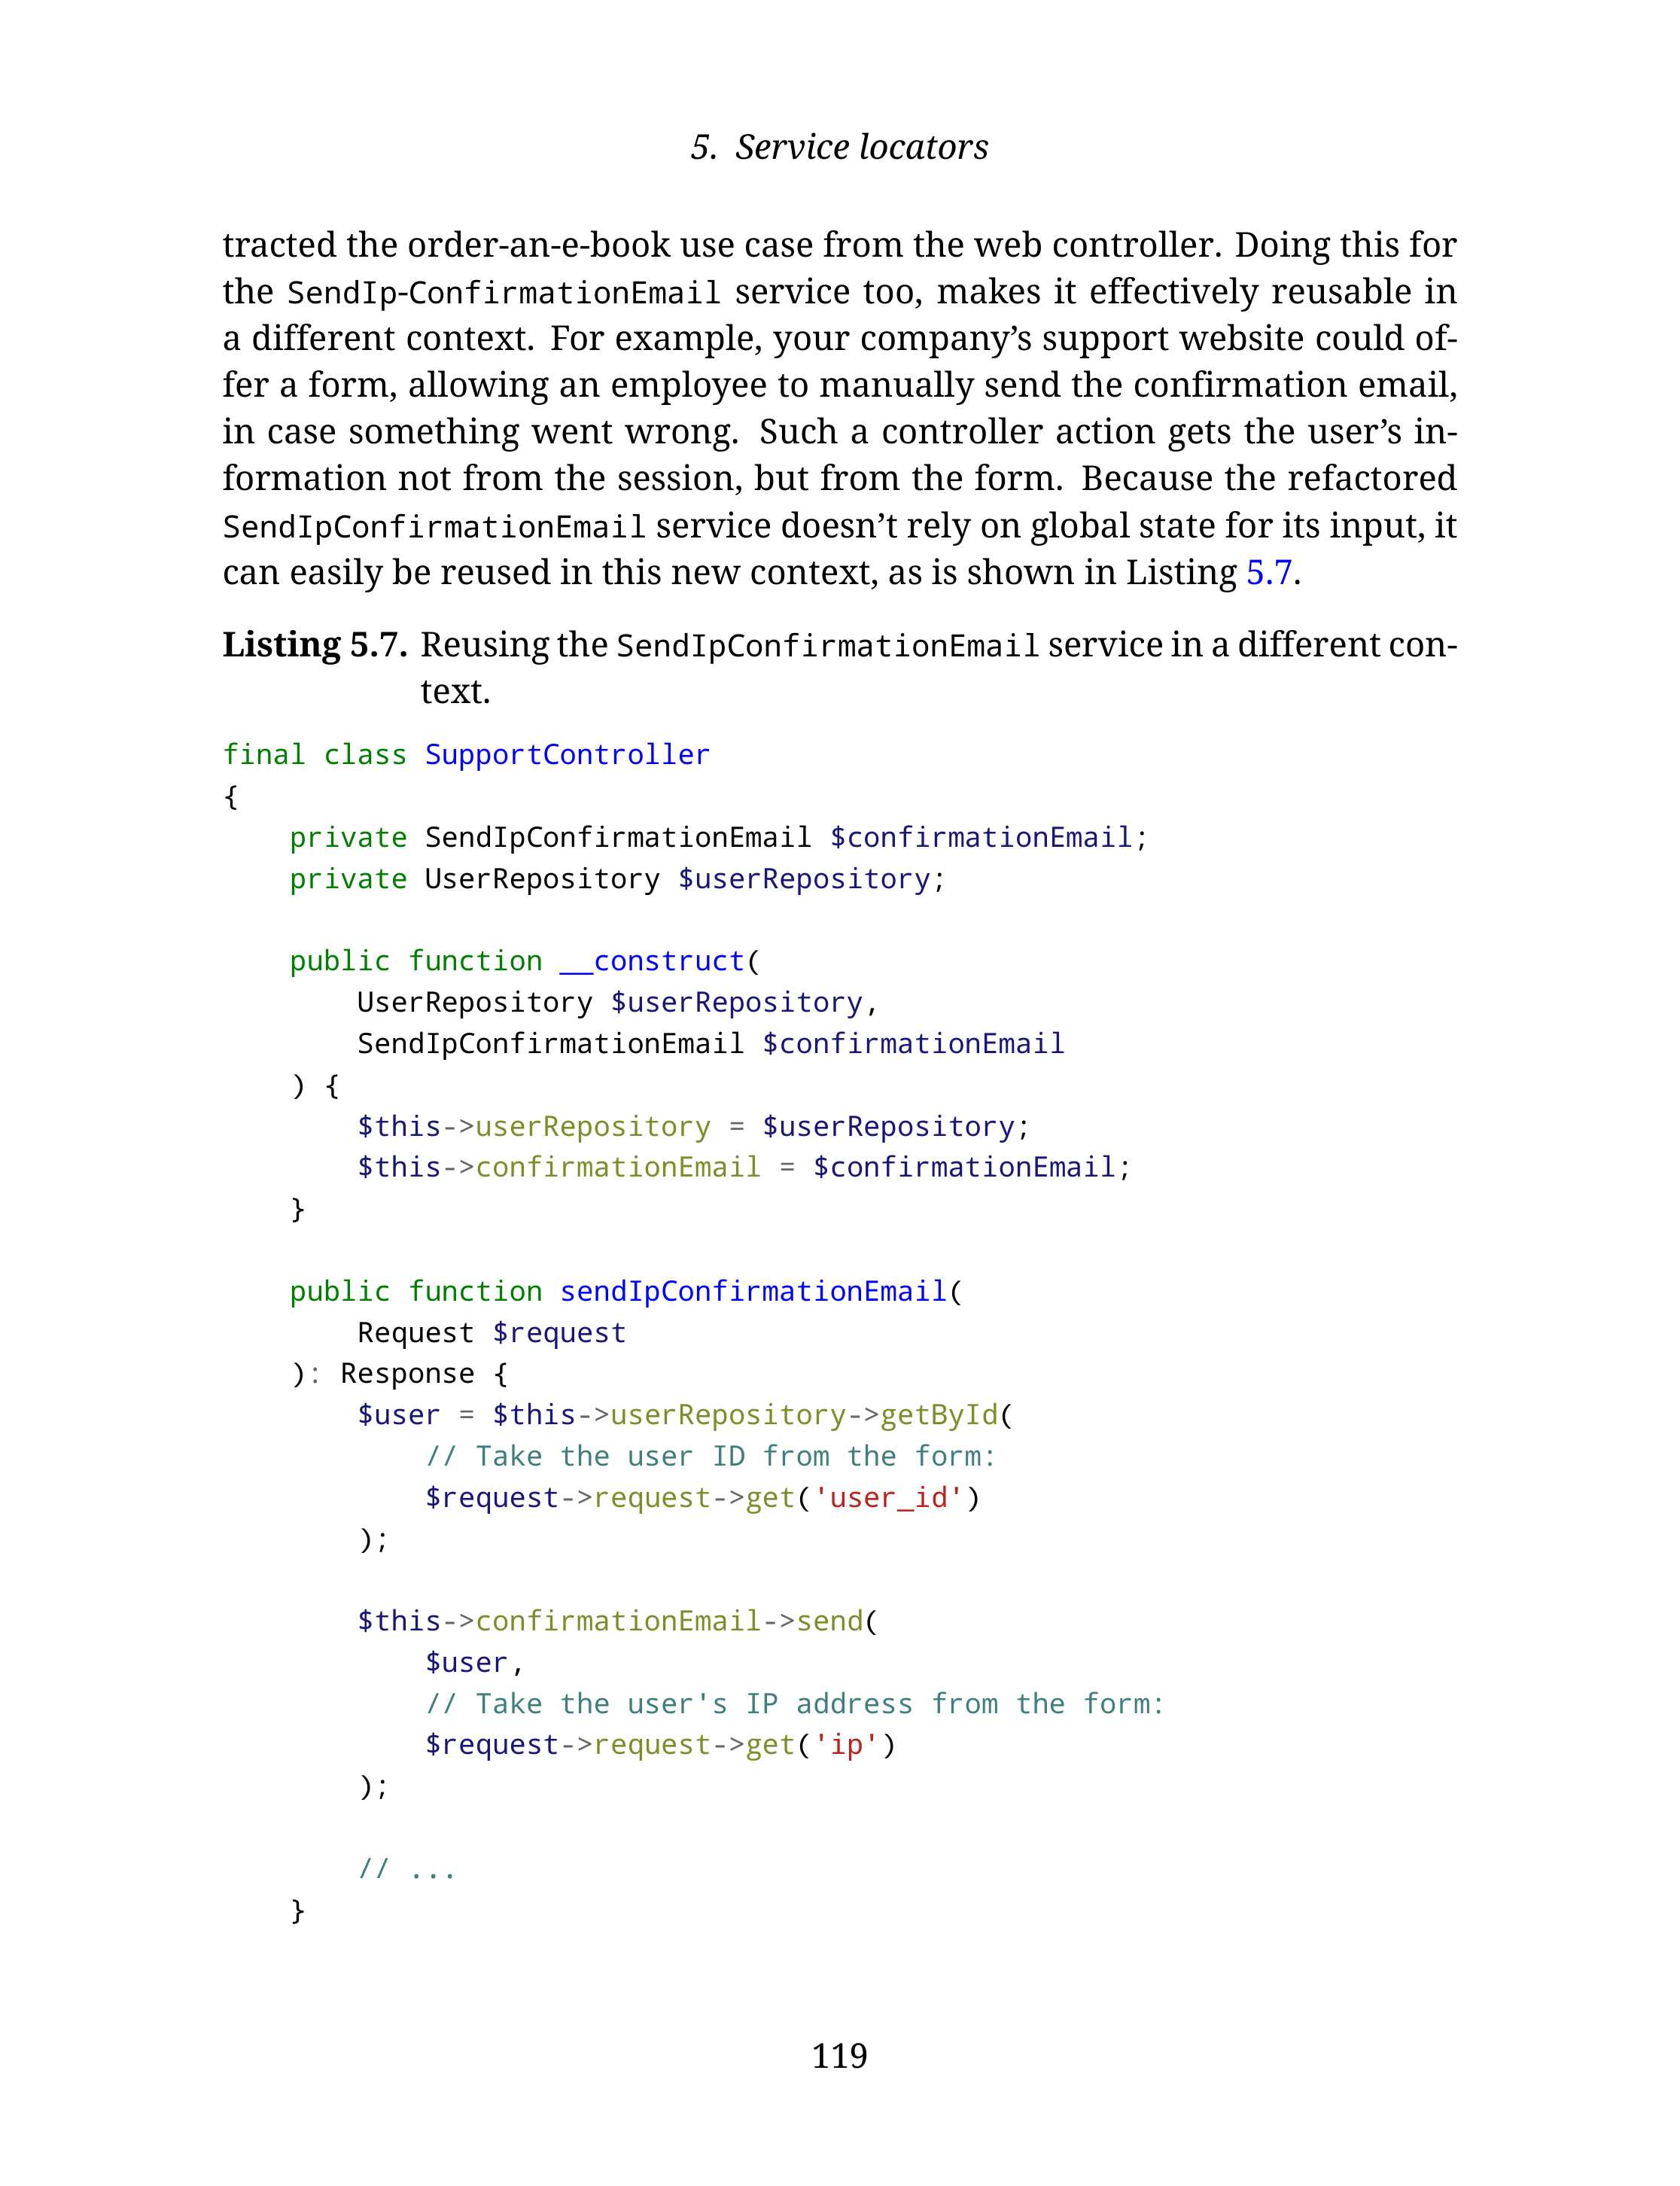 5. Service locators
tracted the order-an-e-book use case from the web controller. Doing this for
the SendIp-ConfirmationEmail service too, makes it effectively reusable in
a different context. For example, your company’s support website could of-
fer a form, allowing an employee to manually send the confirmation email,
in case something went wrong. Such a controller action gets the user’s in-
formation not from the session, but from the form. Because the refactored
SendIpConfirmationEmail service doesn’t rely on global state for its input, it
can easily be reused in this new context, as is shown in Listing 5.7.
Listing 5.7. Reusing the SendIpConfirmationEmail service in a different con-
text.
final class SupportController
{
    private SendIpConfirmationEmail $confirmationEmail;
    private UserRepository $userRepository;

    public function __construct(
        UserRepository $userRepository,
        SendIpConfirmationEmail $confirmationEmail
    ) {
        $this->userRepository = $userRepository;
        $this->confirmationEmail = $confirmationEmail;
    }

    public function sendIpConfirmationEmail(
        Request $request
    ): Response {
        $user = $this->userRepository->getById(
            // Take the user ID from the form:
            $request->request->get('user_id')
        );

        $this->confirmationEmail->send(
            $user,
            // Take the user's IP address from the form:
            $request->request->get('ip')
        );

        // ...
    }
119